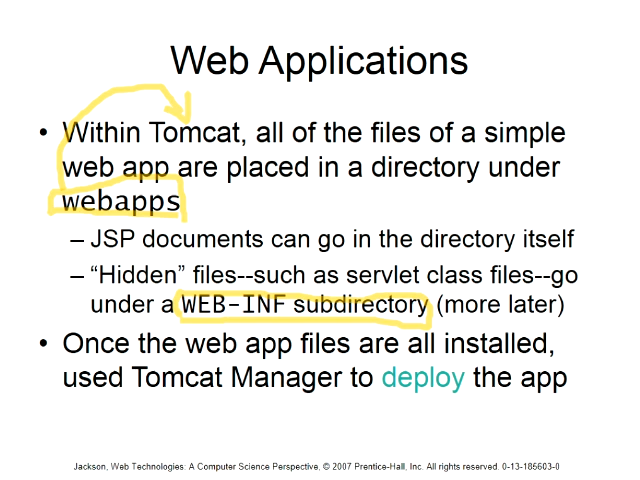 Web Applications
• Within Tomcat, all of the files of a simple
web app are placed in a directory under
webapps
– JSP documents can go in the directory itself
– “Hidden” files--such as servlet class files--go
under a WEB-INF subdirectory (more later)
• Once the web app files are all installed,
used Tomcat Manager to deploy the app
Jackson, Web Technologies: A Computer Science Perspective, © 2007 Prentice-Hall, Inc. All rights reserved. 0-13-185603-0